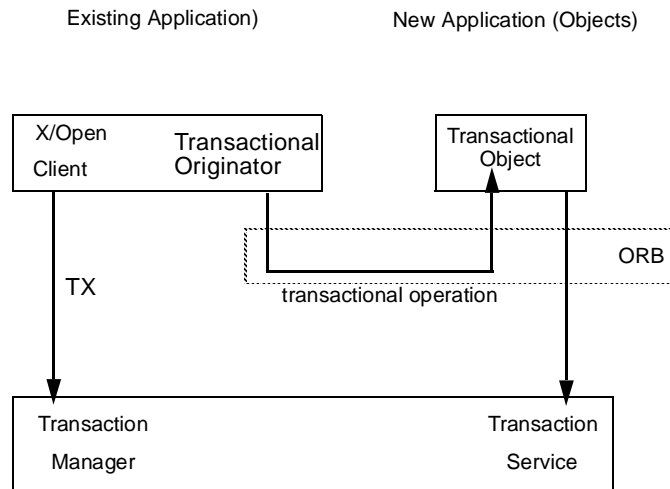 Existing Application)
New Application (Objects)
X/Open
Client
Transactional
Originator
Transactional
Object
ORB
TX
transactional operation
Transaction
Manager
Transaction
Service